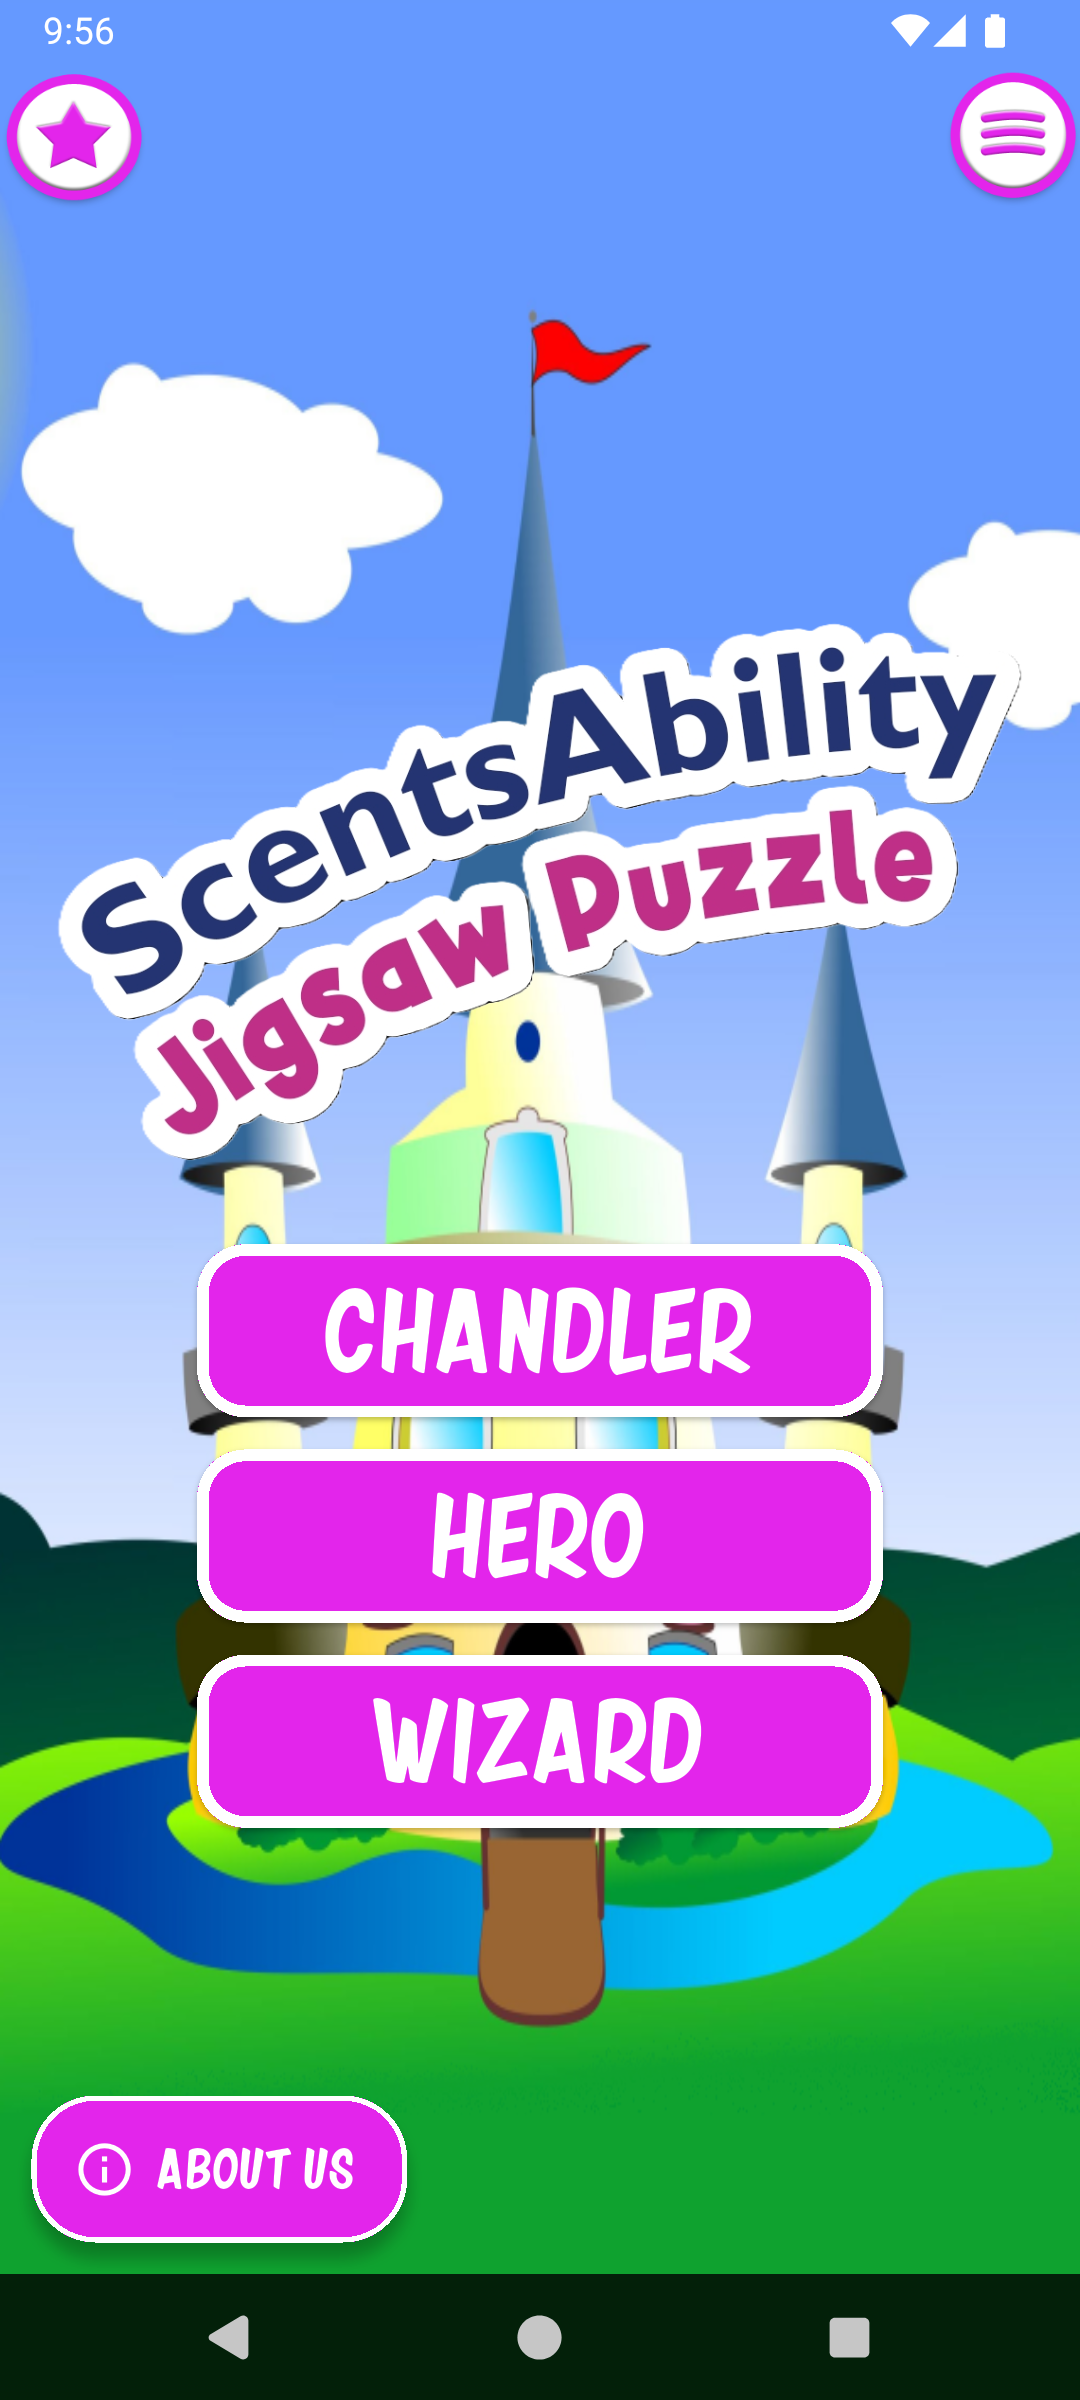 9:56
ScentsAbility
Jigsaw Puzzle
CHANDLER
HERO
WIZARD
ABOUT US